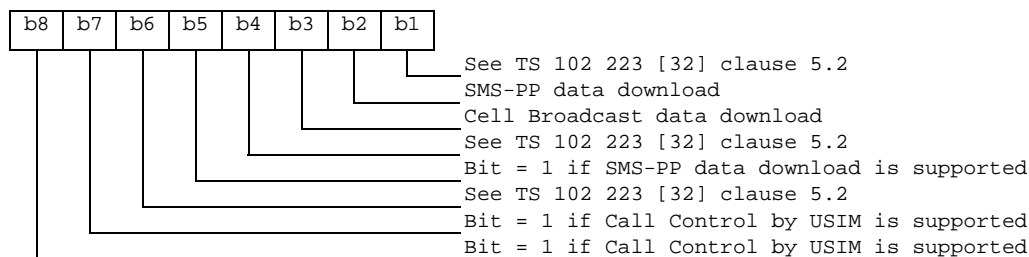 b8 b7 b6 b5 b4 b3 b2 b1
See TS 102 223 [32] clause 5.2
SMS-PP data download
Cell Broadcast data download
See TS 102 223 [32] clause 5.2
Bit = 1 if SMS-PP data download is supported
See TS 102 223 [32] clause 5.2
Bit = 1 if Call Control by USIM is supported
Bit = 1 if Call Control by USIM is supported